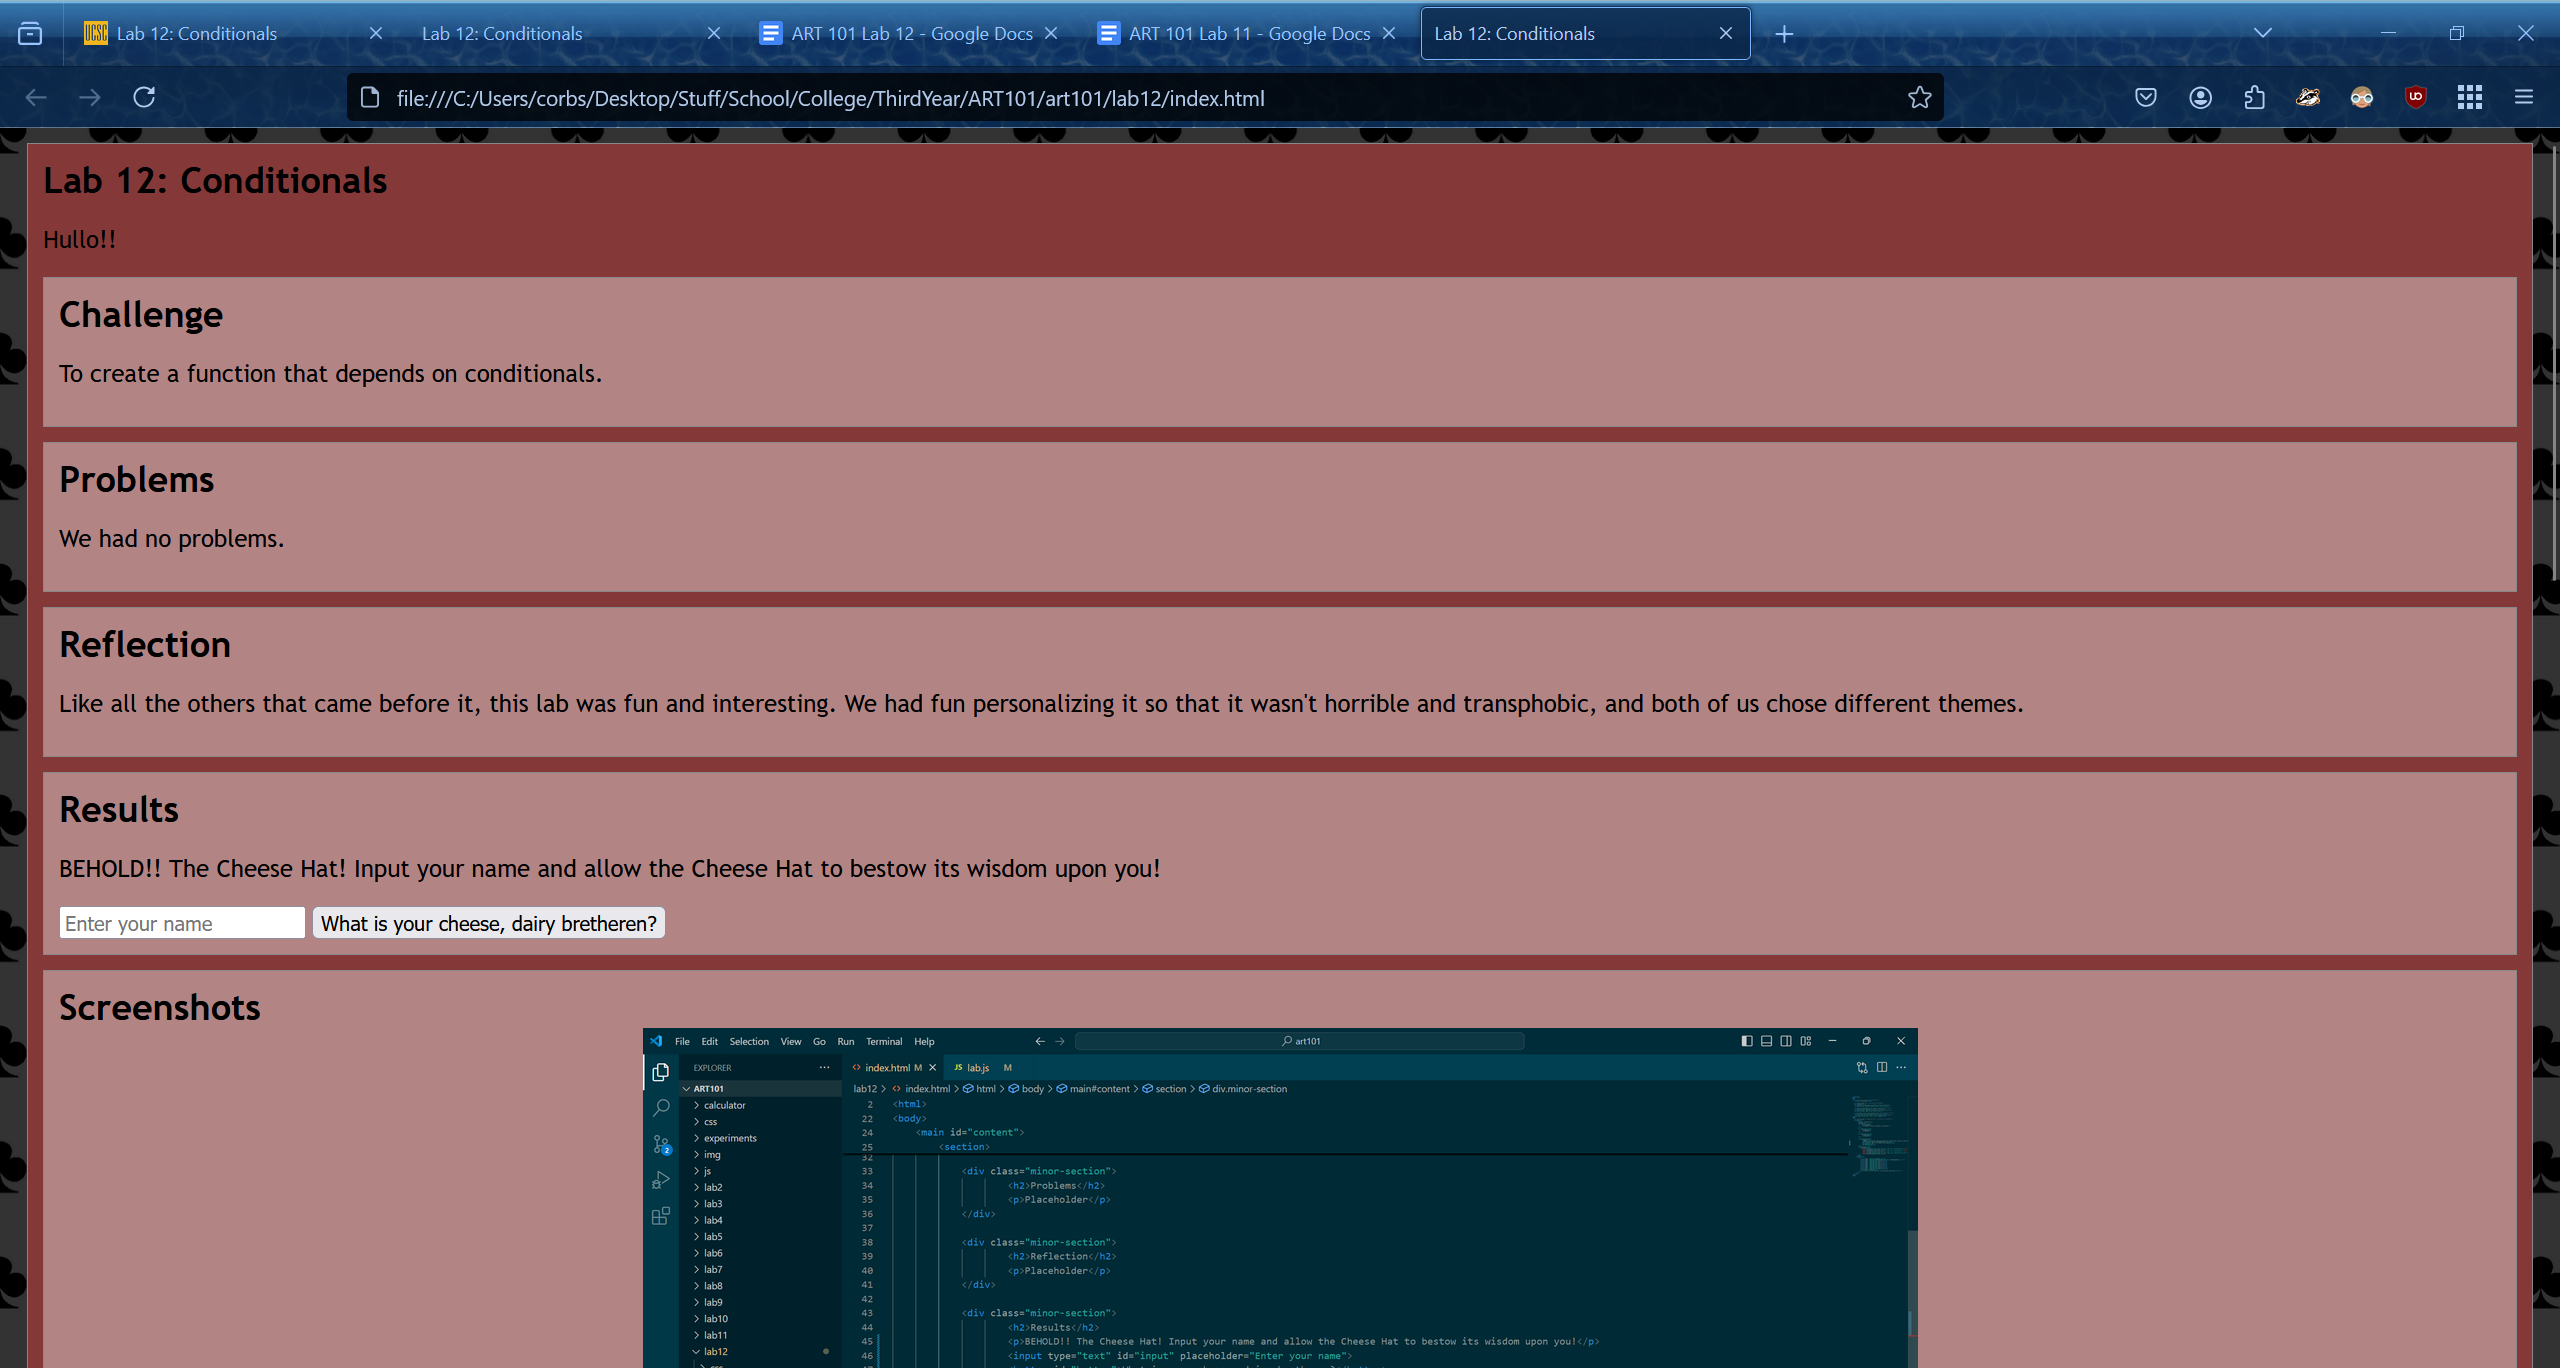 UCSC Lab 12: Conditionals
Lab 12: Conditionals
ART 101 Lab 12 - Google Docs
ART 101 Lab 11 - Google Docs
Lab 12: Conditionals
file:///C:/Users/corbs/Desktop/Stuff/School/College/ThirdYear/ART101/art101/lab12/index.html
Lab 12: Conditionals
Hullo!!
Challenge
To create a function that depends on conditionals.
Problems
We had no problems.
Reflection
Like all the others that came before it, this lab was fun and interesting. We had fun personalizing it so that it wasn't horrible and transphobic, and both of us chose different themes.
Results
BEHOLD!! The Cheese Hat! Input your name and allow the Cheese Hat to bestow its wisdom upon you!
Enter your name What is your cheese, dairy bretheren?
Screenshots
File Edit Selection View Go Run Terminal Help art101
EXPLORER
index.html M
JS lab.js M
ART101
lab12 > index.html > html > body > main#content > section > div.minor-section
calculator
css
experiments
img
js
lab2
lab3
lab4
lab5
lab6
lab7
lab8
lab9
lab10
lab11
lab12
2 <html>
22 <body>
24 <main id="content">
25 <section>
32
33 <div class="minor-section">
34 <h2>Problems</h2>
35 <p>Placeholder</p>
36 </div>
37
38 <div class="minor-section">
39 <h2>Reflection</h2>
40 <p>Placeholder</p>
41 </div>
42
43 <div class="minor-section">
44 <h2>Results</h2>
45 <p>BEHOLD!! The Cheese Hat! Input your name and allow the Cheese Hat to bestow its wisdom upon you!</p>
46 <input type="text" id="input" placeholder="Enter your name">